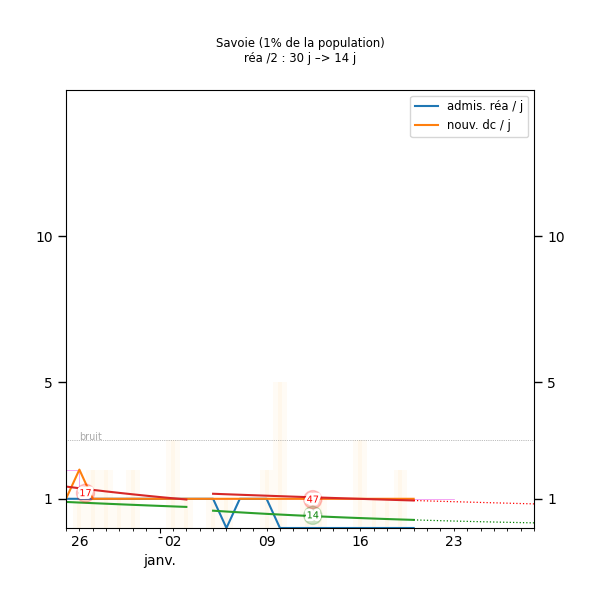 Savoie (1% de la population)
réa /2 : 30 j –> 14 j
admis. réa / j
nouv. dc / j
10
10
5
5
bruit
17
47
1
1
14
26
02
09
16
23
janv.